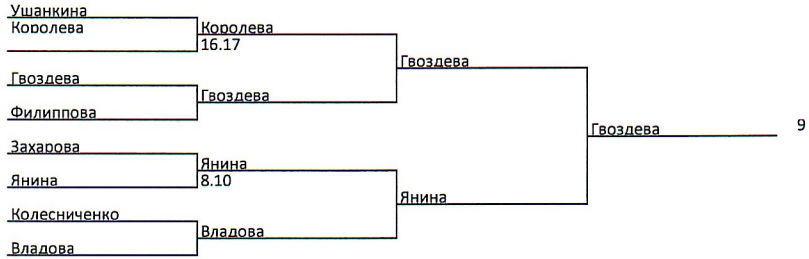 Ушанкина
Королева
Королева
16.17
Гвоздева
Гвоздева
Гвоздева
Филиппова
Гвоздева
9
Захарова
Янина
Янина
8.10
Янина
Колесниченко
Владова
Владова